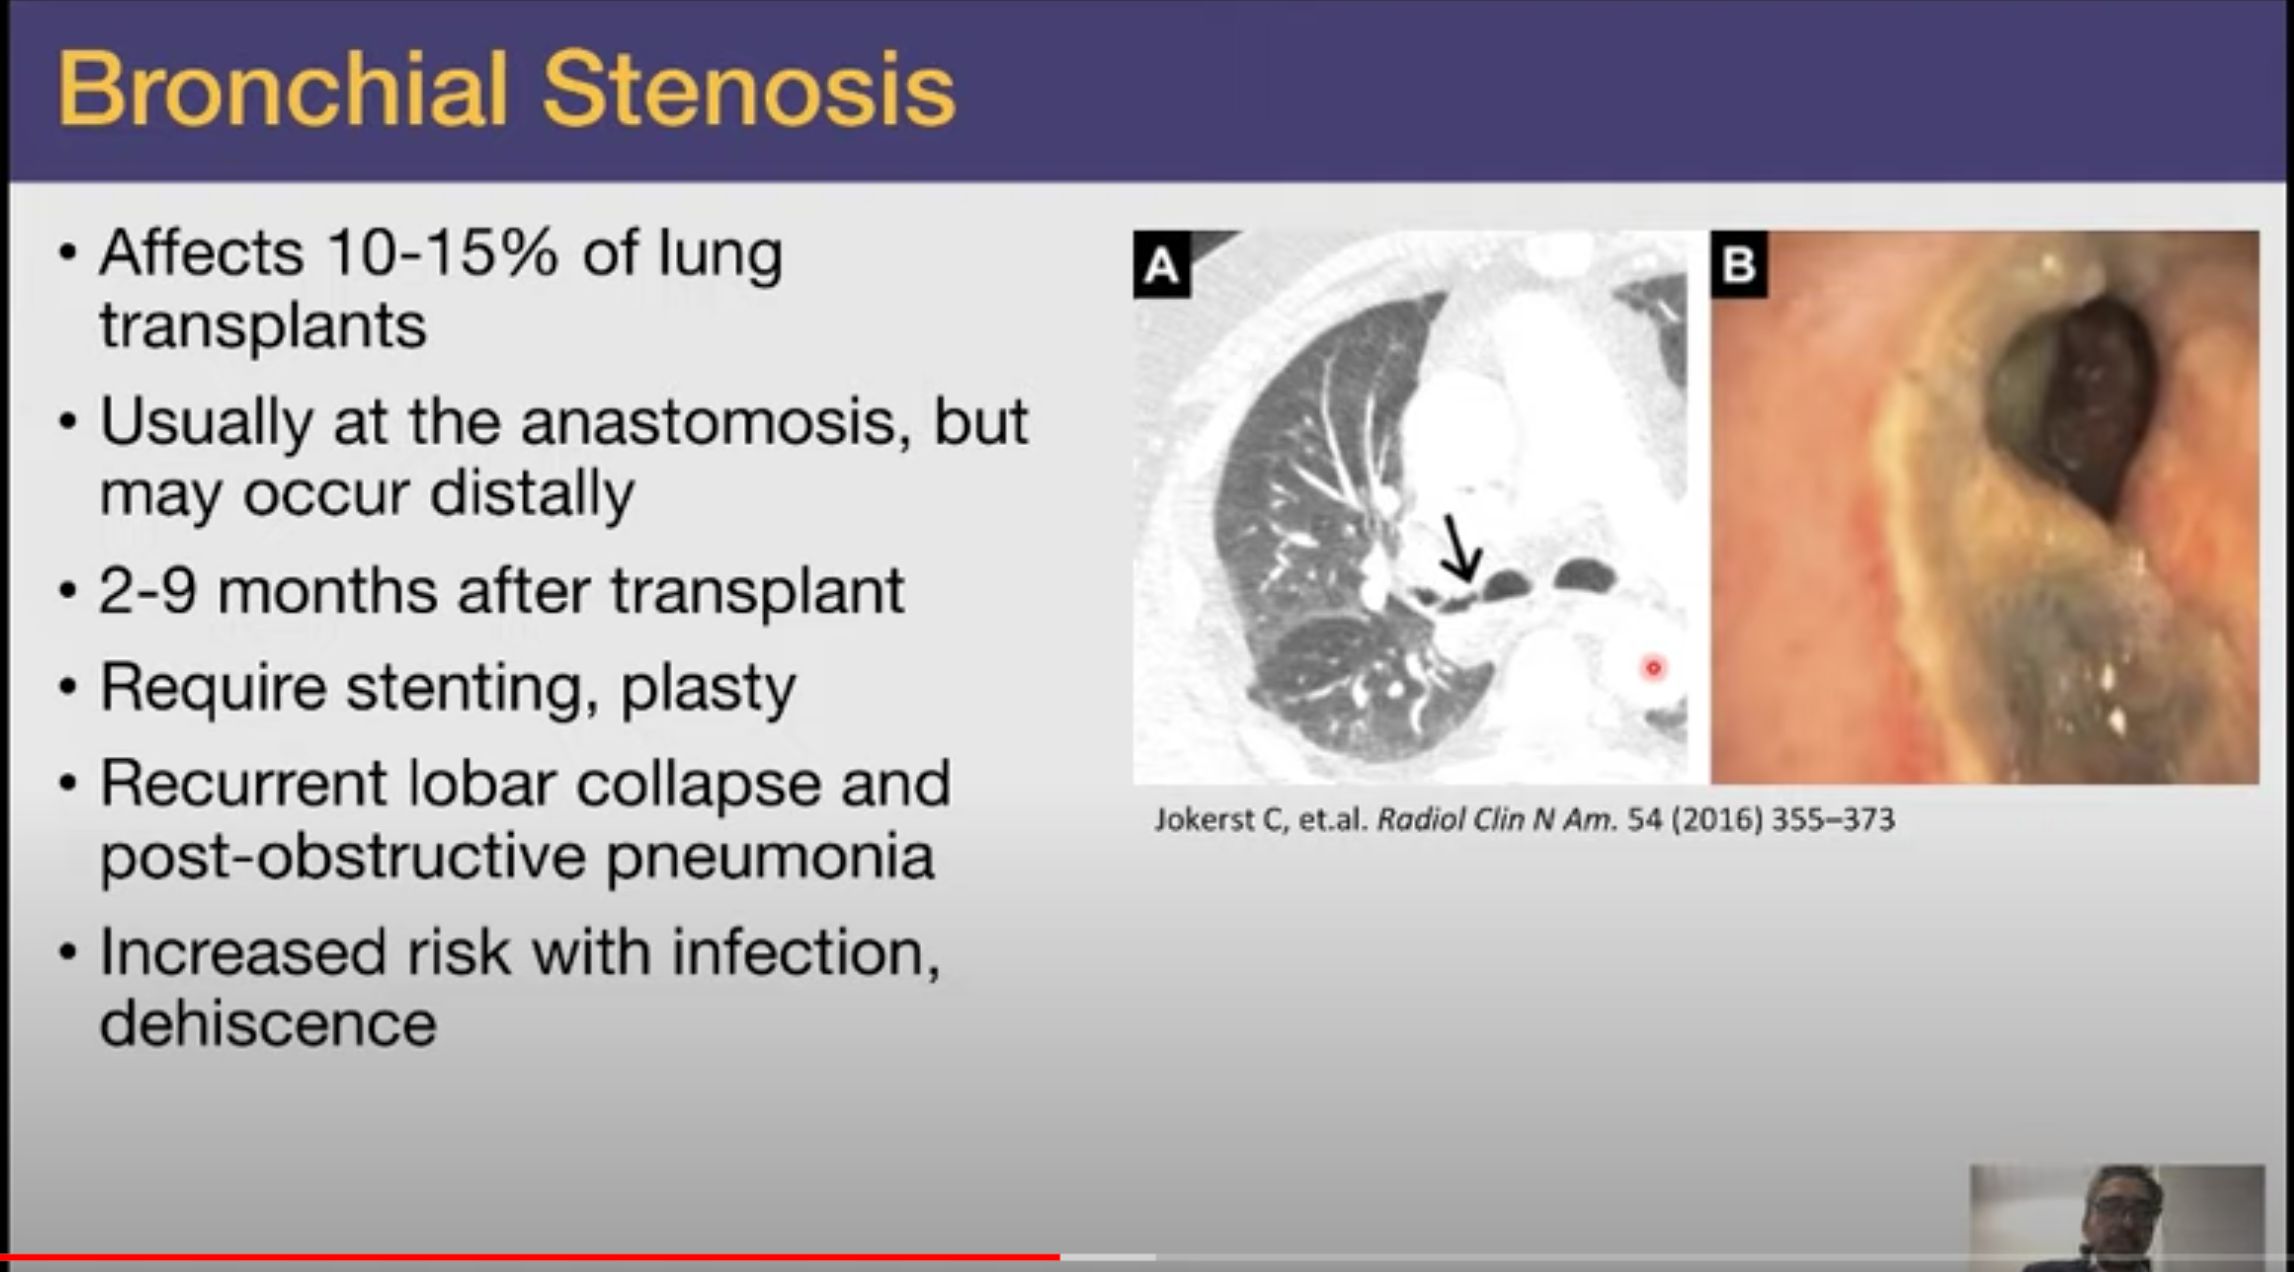 Bronchial Stenosis
• Affects 10-15% of lung
transplants
• Usually at the anastomosis, but
may occur distally
• 2-9 months after transplant
• Require stenting, plasty
• Recurrent lobar collapse and
post-obstructive pneumonia
• Increased risk with infection,
dehiscence
A
B
Jokerst C, et.al. Radiol Clin N Am. 54 (2016) 355–373